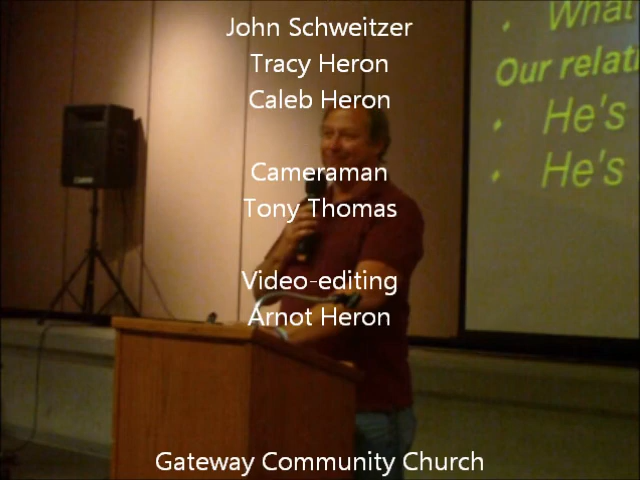 John Schweitzer
Tracy Heron
Caleb Heron
Cameraman
Tony Thomas
Video-editing
Arnot Heron
Gateway Community Church
What
Our relati
He's
He's